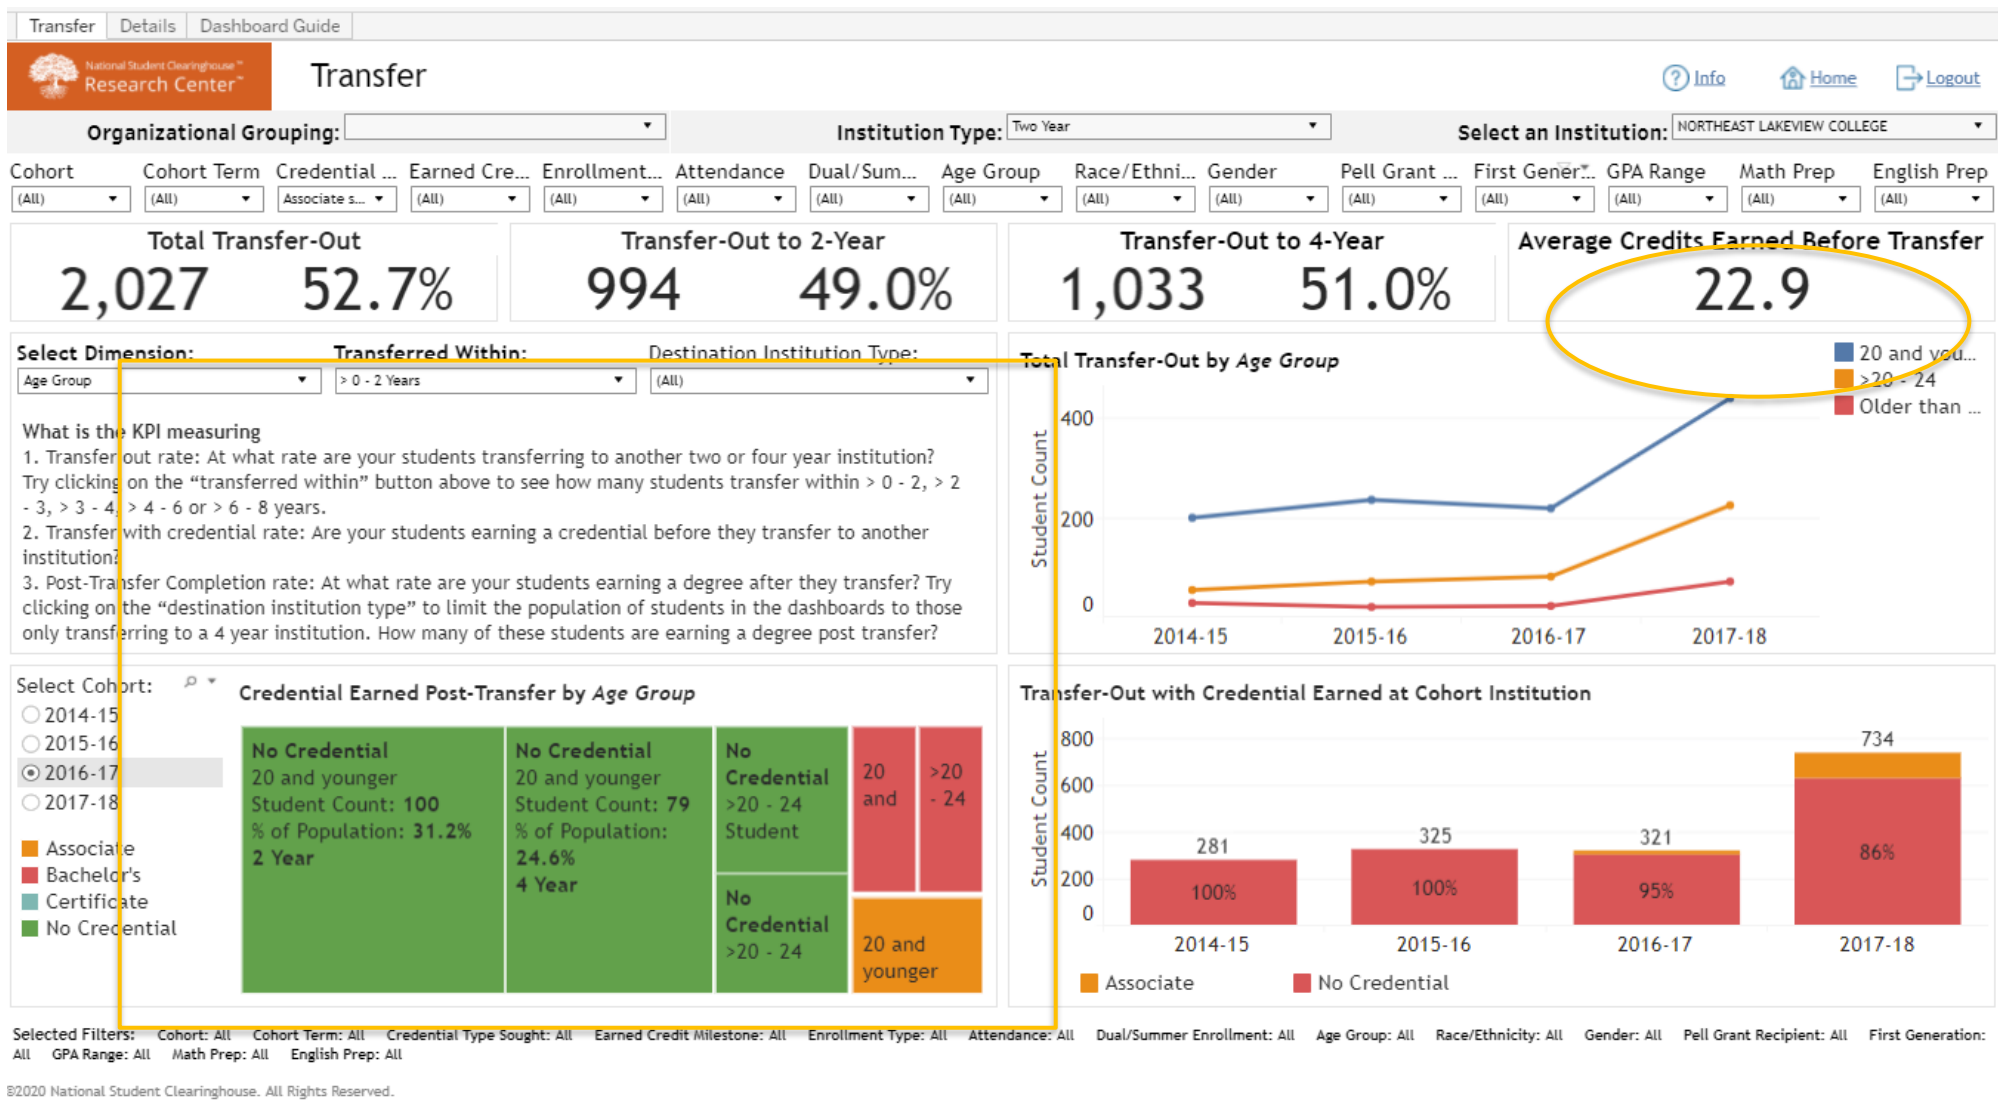 Transfer Details Dashboard Guide
National Student Clearinghouse™
Research Center™
Transfer
Info Home Logout
Organizational Grouping: Institution Type: Two Year Select an Institution: NORTHEAST LAKEVIEW COLLEGE
Cohort Cohort Term Credential ... Earned Cre... Enrollment... Attendance Dual/Sum... Age Group Race/Ethni... Gender Pell Grant ... First Gener... GPA Range Math Prep English Prep
(All) (All) Associate s... (All) (All) (All) (All) (All) (All) (All) (All) (All) (All) (All) (All)
Total Transfer-Out
2,027 52.7%
Transfer-Out to 2-Year
994 49.0%
Transfer-Out to 4-Year
1,033 51.0%
Average Credits Earned Before Transfer
22.9
Select Dimension: Transferred Within: Destination Institution Type:
Age Group > 0 - 2 Years (All)
What is the KPI measuring
1. Transfer out rate: At what rate are your students transferring to another two or four year institution?
Try clicking on the “transferred within” button above to see how many students transfer within > 0 - 2, > 2
- 3, > 3 - 4, > 4 - 6 or > 6 - 8 years.
2. Transfer with credential rate: Are your students earning a credential before they transfer to another
institution?
3. Post-Transfer Completion rate: At what rate are your students earning a degree after they transfer? Try
clicking on the “destination institution type” to limit the population of students in the dashboards to those
only transferring to a 4 year institution. How many of these students are earning a degree post transfer?
Total Transfer-Out by Age Group
20 and you...
>20 - 24
Older than ...
Student Count
400
200
0
2014-15 2015-16 2016-17 2017-18
Select Cohort:
2014-15
2015-16
2016-17
2017-18
Associate
Bachelor's
Certificate
No Credential
Credential Earned Post-Transfer by Age Group
No Credential
20 and younger
Student Count: 100
% of Population: 31.2%
2 Year
No Credential
20 and younger
Student Count: 79
% of Population:
24.6%
4 Year
No
Credential
>20 - 24
Student
No
Credential
>20 - 24
20
and
>20
- 24
20 and
younger
Transfer-Out with Credential Earned at Cohort Institution
Student Count
800
600
400
200
0
281
100%
325
100%
321
95%
734
86%
2014-15 2015-16 2016-17 2017-18
Associate No Credential
Selected Filters: Cohort: All Cohort Term: All Credential Type Sought: All Earned Credit Milestone: All Enrollment Type: All Attendance: All Dual/Summer Enrollment: All Age Group: All Race/Ethnicity: All Gender: All Pell Grant Recipient: All First Generation:
All GPA Range: All Math Prep: All English Prep: All
©2020 National Student Clearinghouse. All Rights Reserved.